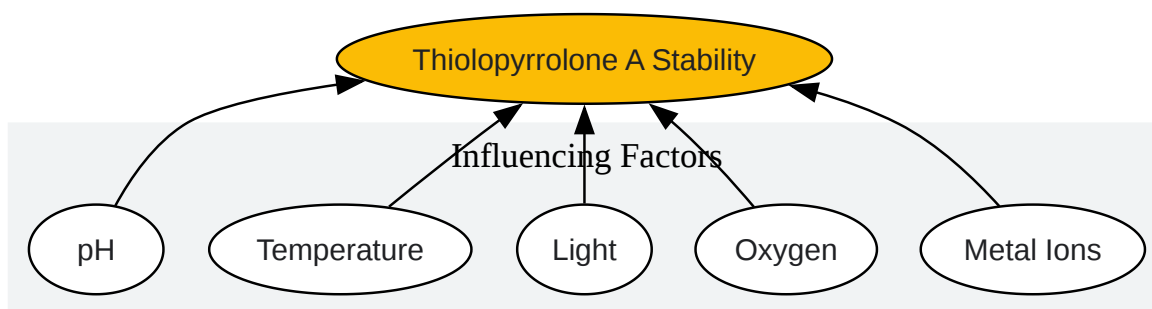 Thiolopyrrolone A Stability
Influencing Factors
pH
Temperature
Light
Oxygen
Metal Ions